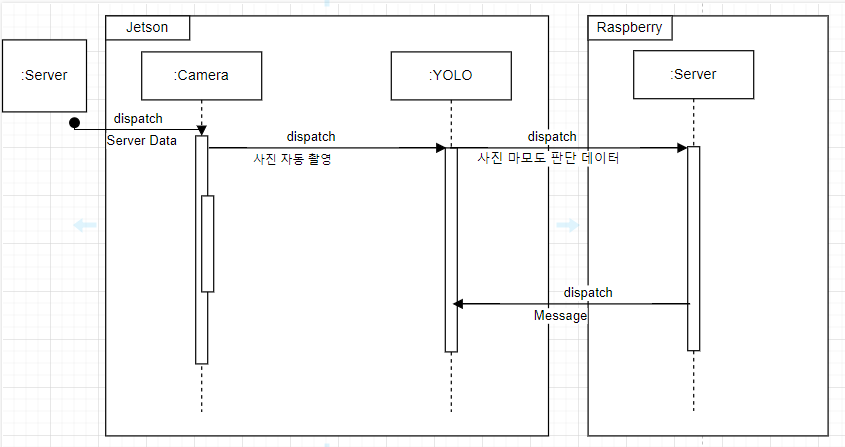 Jetson
Raspberry
:Server
:Camera
:YOLO
:Server
dispatch
Server Data
dispatch
사진 자동 촬영
dispatch
사진 마모도 판단 데이터
dispatch
Message